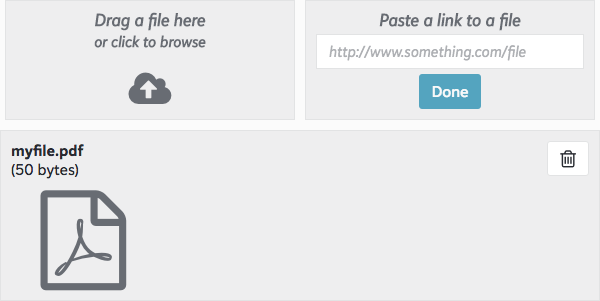 Drag a file here
or click to browse
Paste a link to a file
http://www.something.com/file
Done
myfile.pdf
(50 bytes)